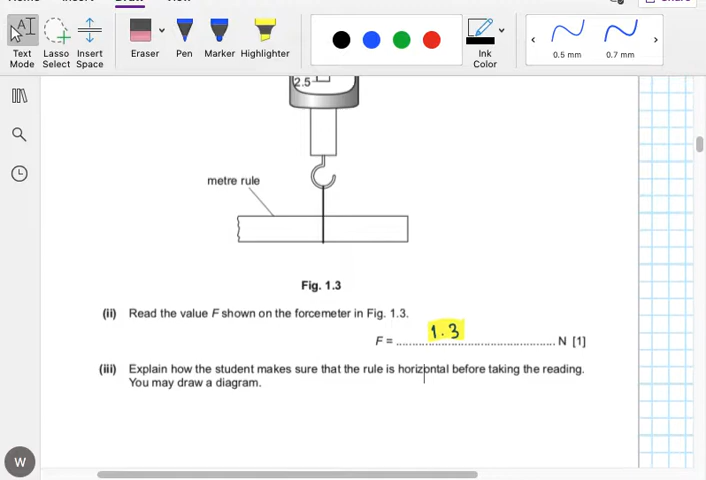 Text
Mode
Lasso
Select
Insert
Space
Eraser
Pen
Marker
Highlighter
Ink
Color
0.5 mm
0.7 mm
2.5
metre rule
Fig. 1.3
(ii) Read the value F shown on the forcemeter in Fig. 1.3.
1.3
F = ........................................................ N [1]
(iii) Explain how the student makes sure that the rule is horizontal before taking the reading.
You may draw a diagram.
W